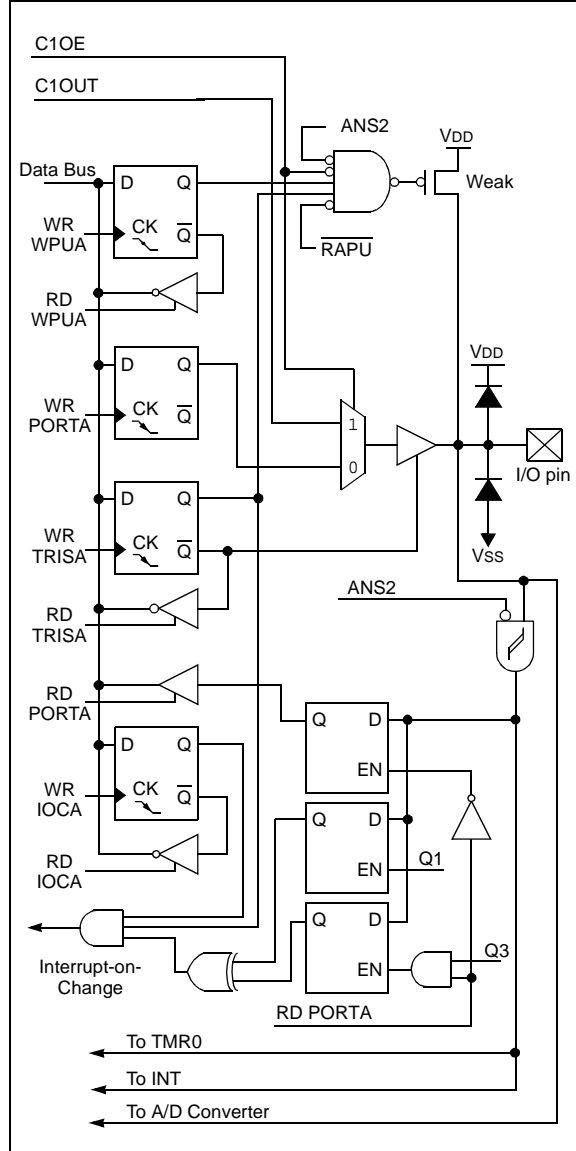 C1OE
C1OUT
ANS2
VDD
Data Bus
D Q
Weak
WR
WPUA
CK
Q
RAPU
RD
WPUA
VDD
D Q
WR
PORTA
CK
Q
1
0
I/O pin
D Q
WR
TRISA
CK
Q
VSS
ANS2
RD
TRISA
RD
PORTA
Q D
EN
D Q
WR
IOCA
CK
Q
Q D
EN
Q1
RD
IOCA
Q D
EN
Q3
Interrupt-on-
Change
RD PORTA
To TMR0
To INT
To A/D Converter